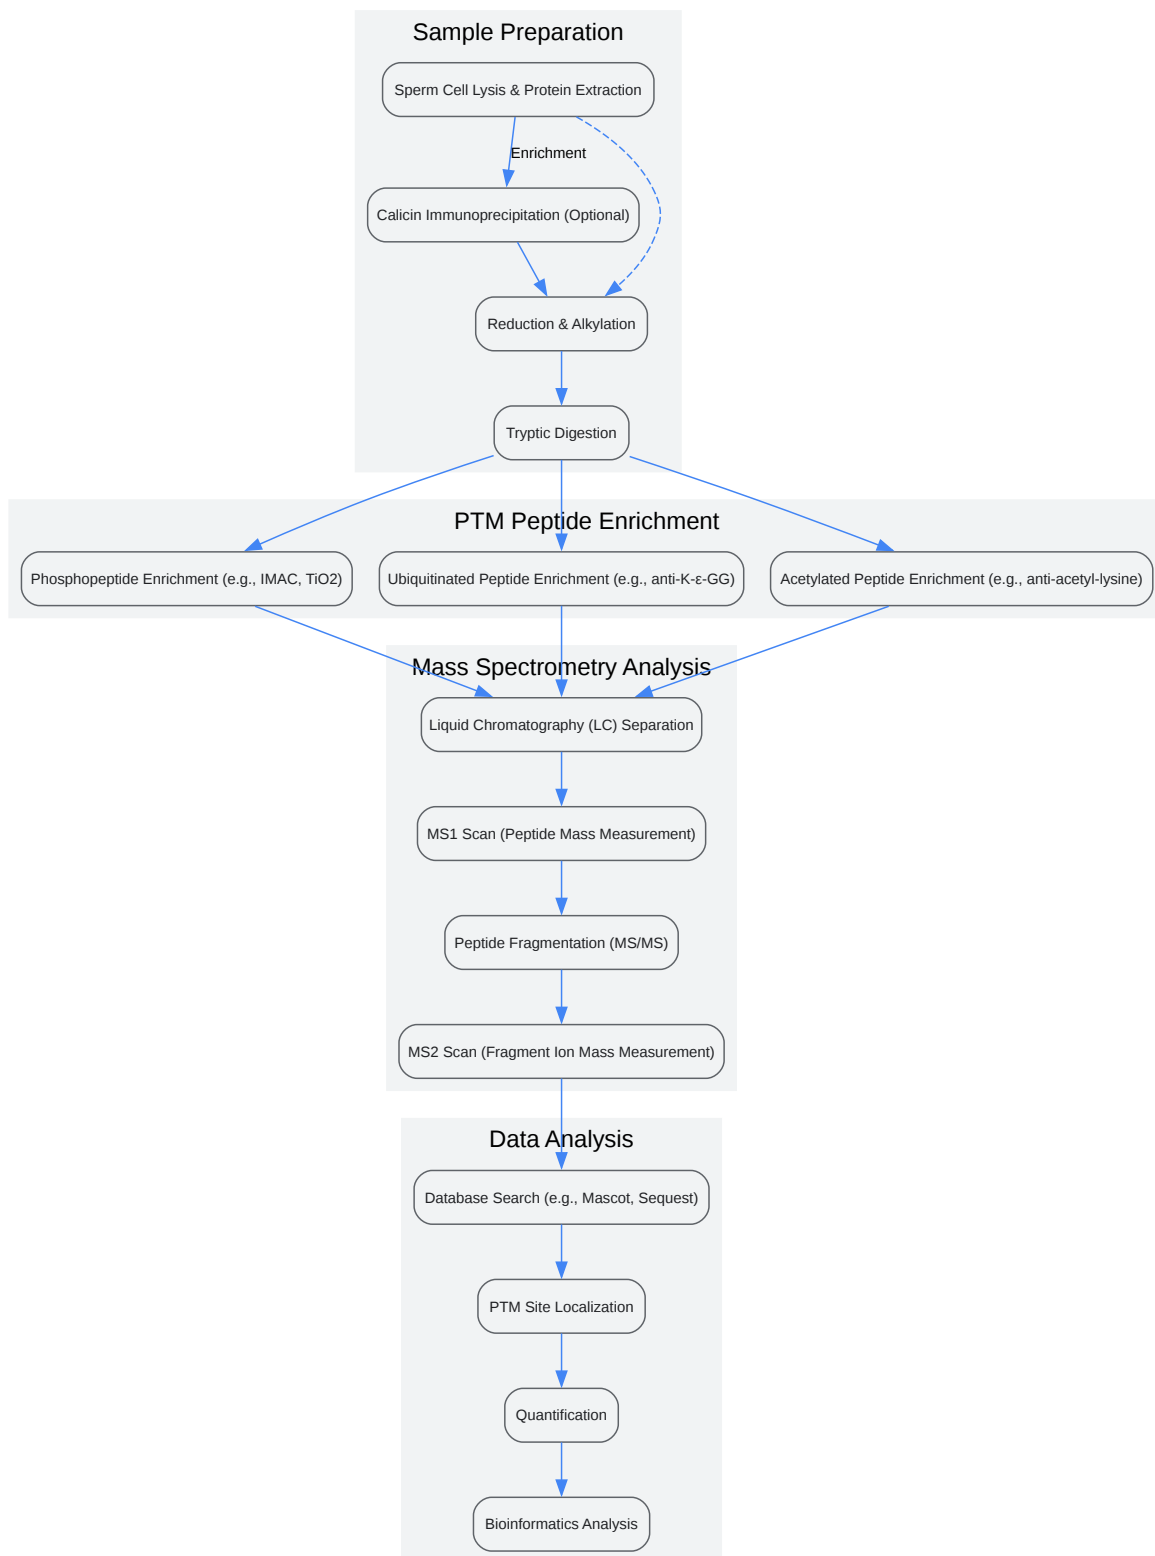 Sample Preparation
Sperm Cell Lysis & Protein Extraction
Enrichment
Calicin Immunoprecipitation (Optional)
Reduction & Alkylation
Tryptic Digestion
PTM Peptide Enrichment
Phosphopeptide Enrichment (e.g., IMAC, TiO2)
Ubiquitinated Peptide Enrichment (e.g., anti-K-ε-GG)
Acetylated Peptide Enrichment (e.g., anti-acetyl-lysine)
Mass Spectrometry Analysis
Liquid Chromatography (LC) Separation
MS1 Scan (Peptide Mass Measurement)
Peptide Fragmentation (MS/MS)
MS2 Scan (Fragment Ion Mass Measurement)
Data Analysis
Database Search (e.g., Mascot, Sequest)
PTM Site Localization
Quantification
Bioinformatics Analysis